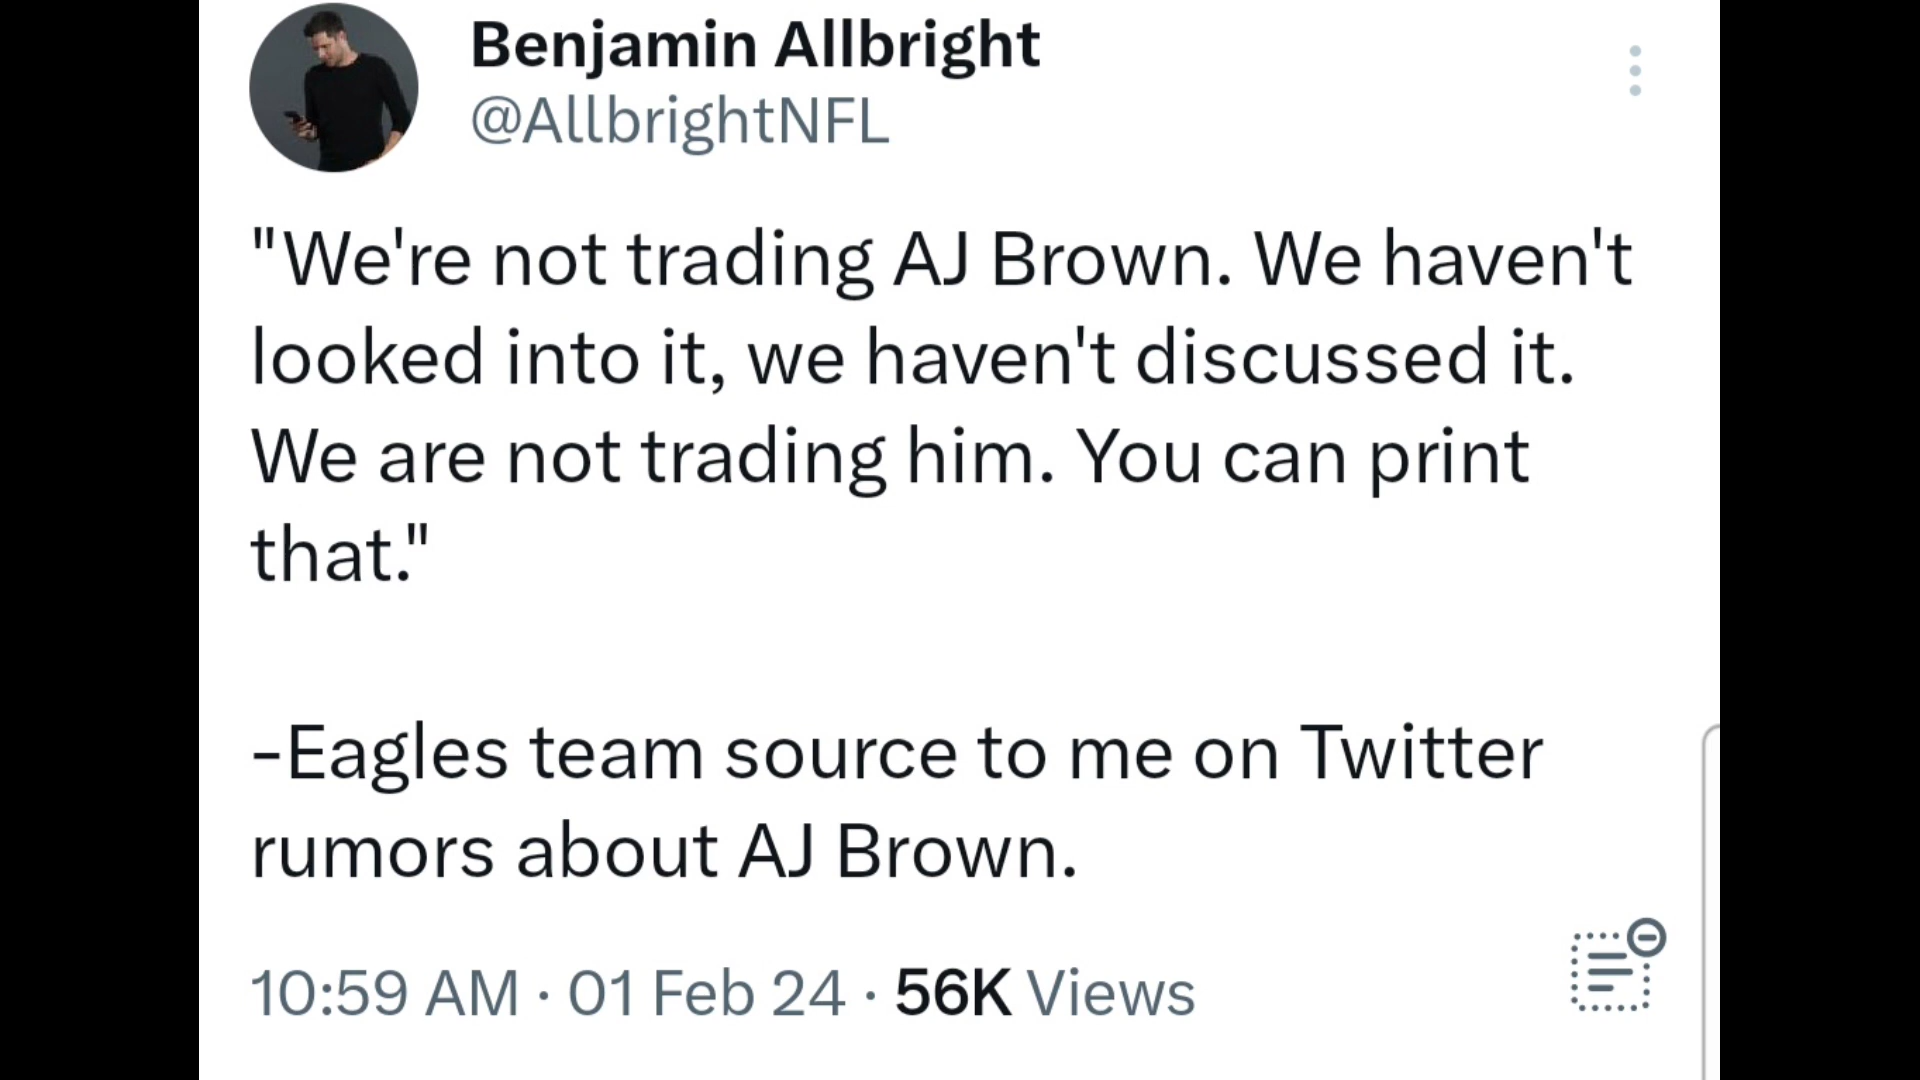 Benjamin Allbright
@AllbrightNFL
"We're not trading AJ Brown. We haven't
looked into it, we haven't discussed it.
We are not trading him. You can print
that."
-Eagles team source to me on Twitter
rumors about AJ Brown.
10:59 AM · 01 Feb 24 · 56K Views